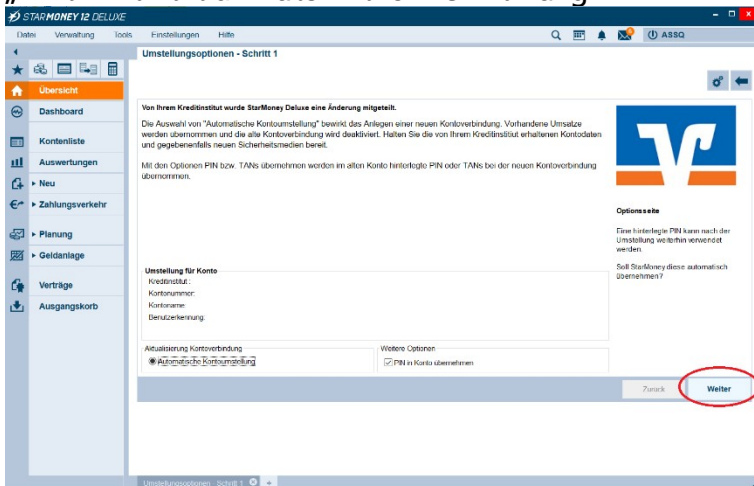 STARMONEY 12 DELUXE
Datei Verwaltung Tools Einstellungen Hilfe ASSQ
Umstellungsoptionen - Schritt 1
Übersicht
Dashboard
Kontenliste
Auswertungen
Neu
Zahlungsverkehr
Planung
Geldanlage
Verträge
Ausgangskorb
Von Ihrem Kreditinstitut wurde StarMoney Deluxe eine Änderung mitgeteilt.
Die Auswahl von "Automatische Kontoumstellung" bewirkt das Anlegen einer neuen Kontoverbindung. Vorhandene Umsätze
werden übernommen und die alte Kontoverbindung wird deaktiviert. Halten Sie die von Ihrem Kreditinstitut erhaltenen Kontodaten
und gegebenenfalls neuen Sicherheitsmedien bereit.
Mit den Optionen PIN bzw. TANs übernehmen werden im alten Konto hinterlegte PIN oder TANs bei der neuen Kontoverbindung
übernommen.
Optionsseite
Eine hinterlegte PIN kann nach der
Umstellung weiterhin verwendet
werden.
Soll StarMoney diese automatisch
übernehmen?
Umstellung für Konto
Kreditinstitut :
Kontonummer:
Kontoname:
Benutzerkennung:
Aktualisierung Kontoverbindung
Automatische Kontoumstellung
Weitere Optionen
PIN in Konto übernehmen
Zurück Weiter
Umstellungsoptionen - Schritt 1